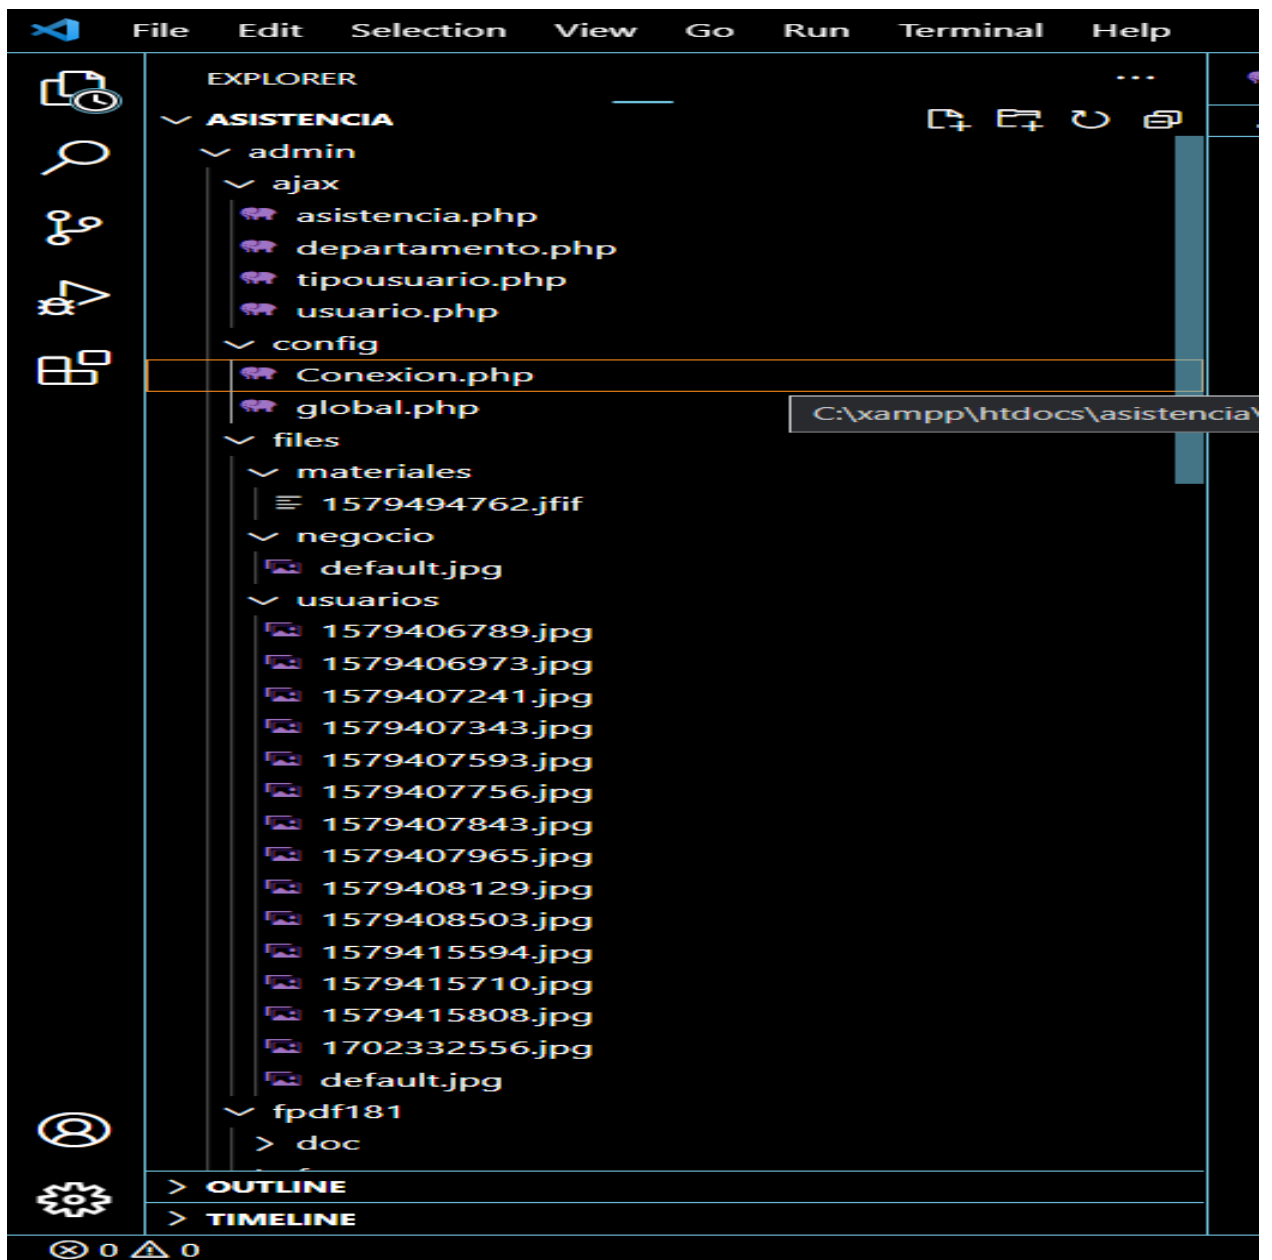 File Edit Selection View Go Run Terminal Help
EXPLORER ...
ASISTENCIA
admin
ajax
asistencia.php
departamento.php
tipousuario.php
usuario.php
config
Conexion.php
global.php
C:\xampp\htdocs\asistencia\
files
materiales
1579494762.jfif
negocio
default.jpg
usuarios
1579406789.jpg
1579406973.jpg
1579407241.jpg
1579407343.jpg
1579407593.jpg
1579407756.jpg
1579407843.jpg
1579407965.jpg
1579408129.jpg
1579408503.jpg
1579415594.jpg
1579415710.jpg
1579415808.jpg
1702332556.jpg
default.jpg
fpdf181
doc
OUTLINE
TIMELINE
0 0